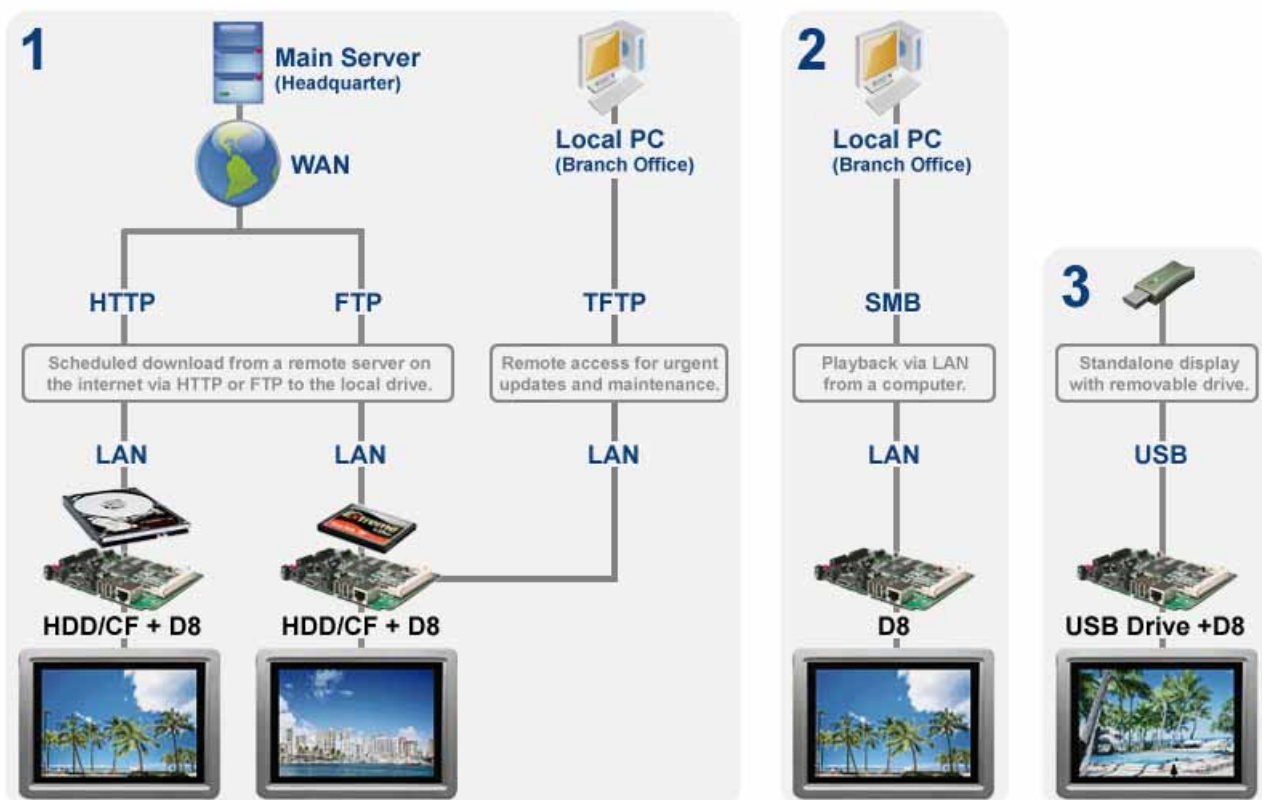 1
Main Server
(Headquarter)
WAN
HTTP
FTP
Scheduled download from a remote server on
the internet via HTTP or FTP to the local drive.
LAN
LAN
HDD/CF + D8
HDD/CF + D8
Local PC
(Branch Office)
TFTP
Remote access for urgent
updates and maintenance.
LAN
2
Local PC
(Branch Office)
SMB
Playback via LAN
from a computer.
LAN
D8
3
Standalone display
with removable drive.
USB
USB Drive +D8